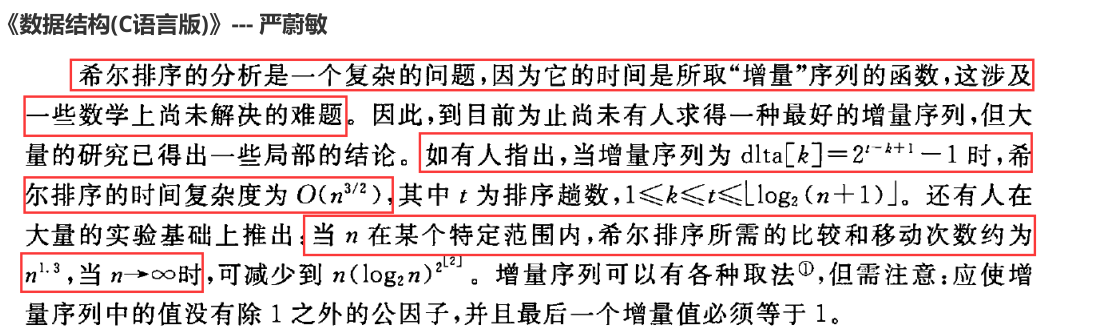 《数据结构(C语言版)》--- 严蔚敏
希尔排序的分析是一个复杂的问题,因为它的时间是所取“增量”序列的函数,这涉及
一些数学上尚未解决的难题。因此,到目前为止尚未有人求得一种最好的增量序列,但大
量的研究已得出一些局部的结论。如有人指出,当增量序列为 dlta[k]=2^{t-k+1}-1 时,希
尔排序的时间复杂度为 O(n^{3/2}),其中 t 为排序趟数,1≤k≤t≤⌊log₂(n+1)⌋。还有人在
大量的实验基础上推出:当 n 在某个特定范围内,希尔排序所需的比较和移动次数约为
n^{1.3},当 n→∞时,可减少到 n(log₂n)^{2[2]}。增量序列可以有各种取法①,但需注意:应使增
量序列中的值没有除 1 之外的公因子,并且最后一个增量值必须等于 1。